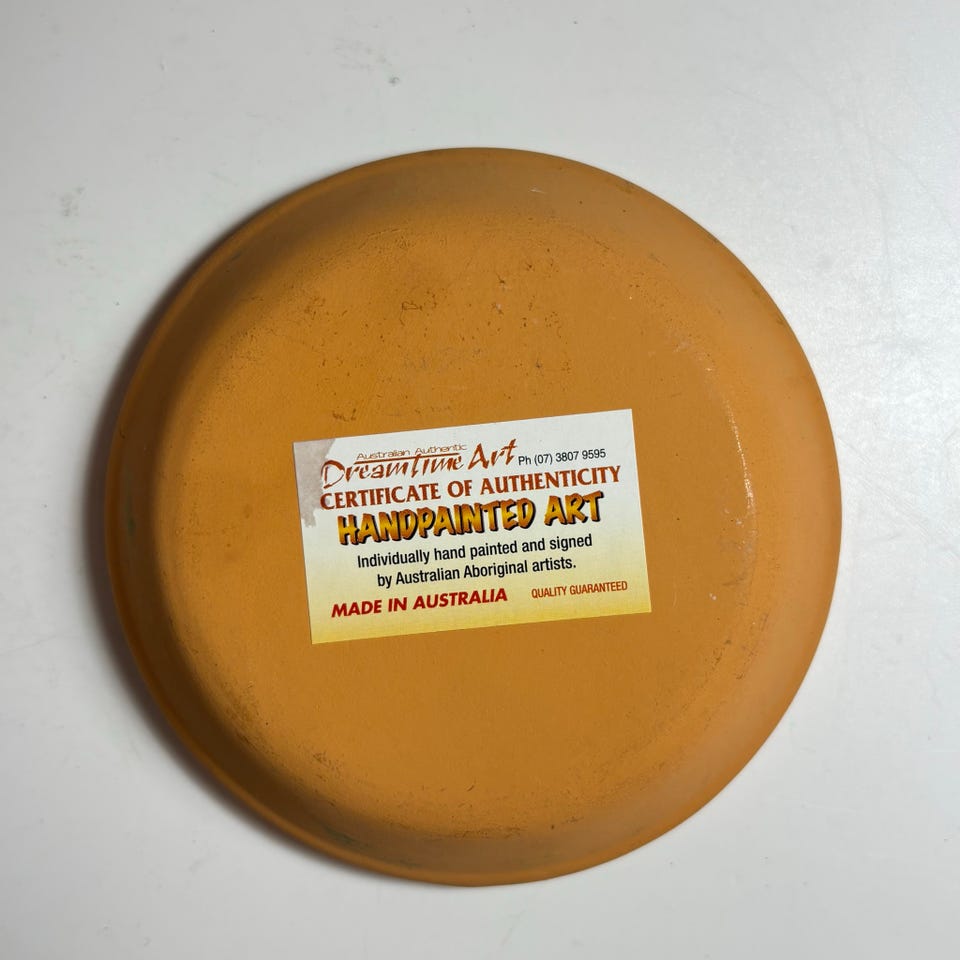 Australian Authentic
Dreamtime Art Ph (07) 3807 9595
CERTIFICATE OF AUTHENTICITY
HANDPAINTED ART
Individually hand painted and signed
by Australian Aboriginal artists.
MADE IN AUSTRALIA QUALITY GUARANTEED